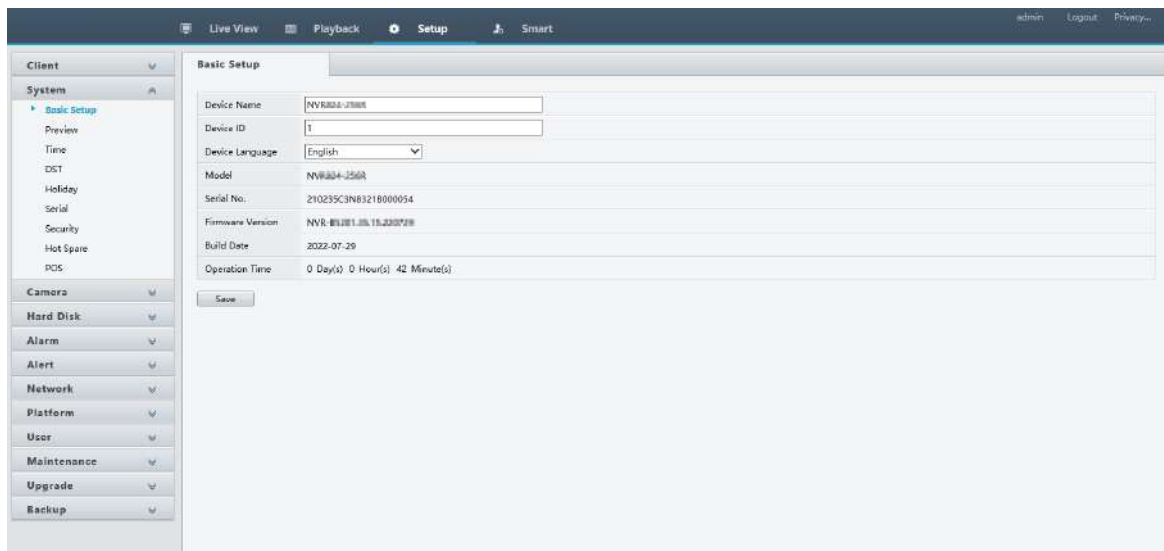 Live View Playback Setup Smart admin Logout Privacy...
Client
System
Basic Setup
Preview
Time
DST
Holiday
Serial
Security
Hot Spare
POS
Camera
Hard Disk
Alarm
Alert
Network
Platform
User
Maintenance
Upgrade
Backup
Basic Setup
Device Name
Device ID 1
Device Language English
Model
Serial No. 210235C3N8321B000054
Firmware Version
Build Date 2022-07-29
Operation Time 0 Day(s) 0 Hour(s) 42 Minute(s)
Save